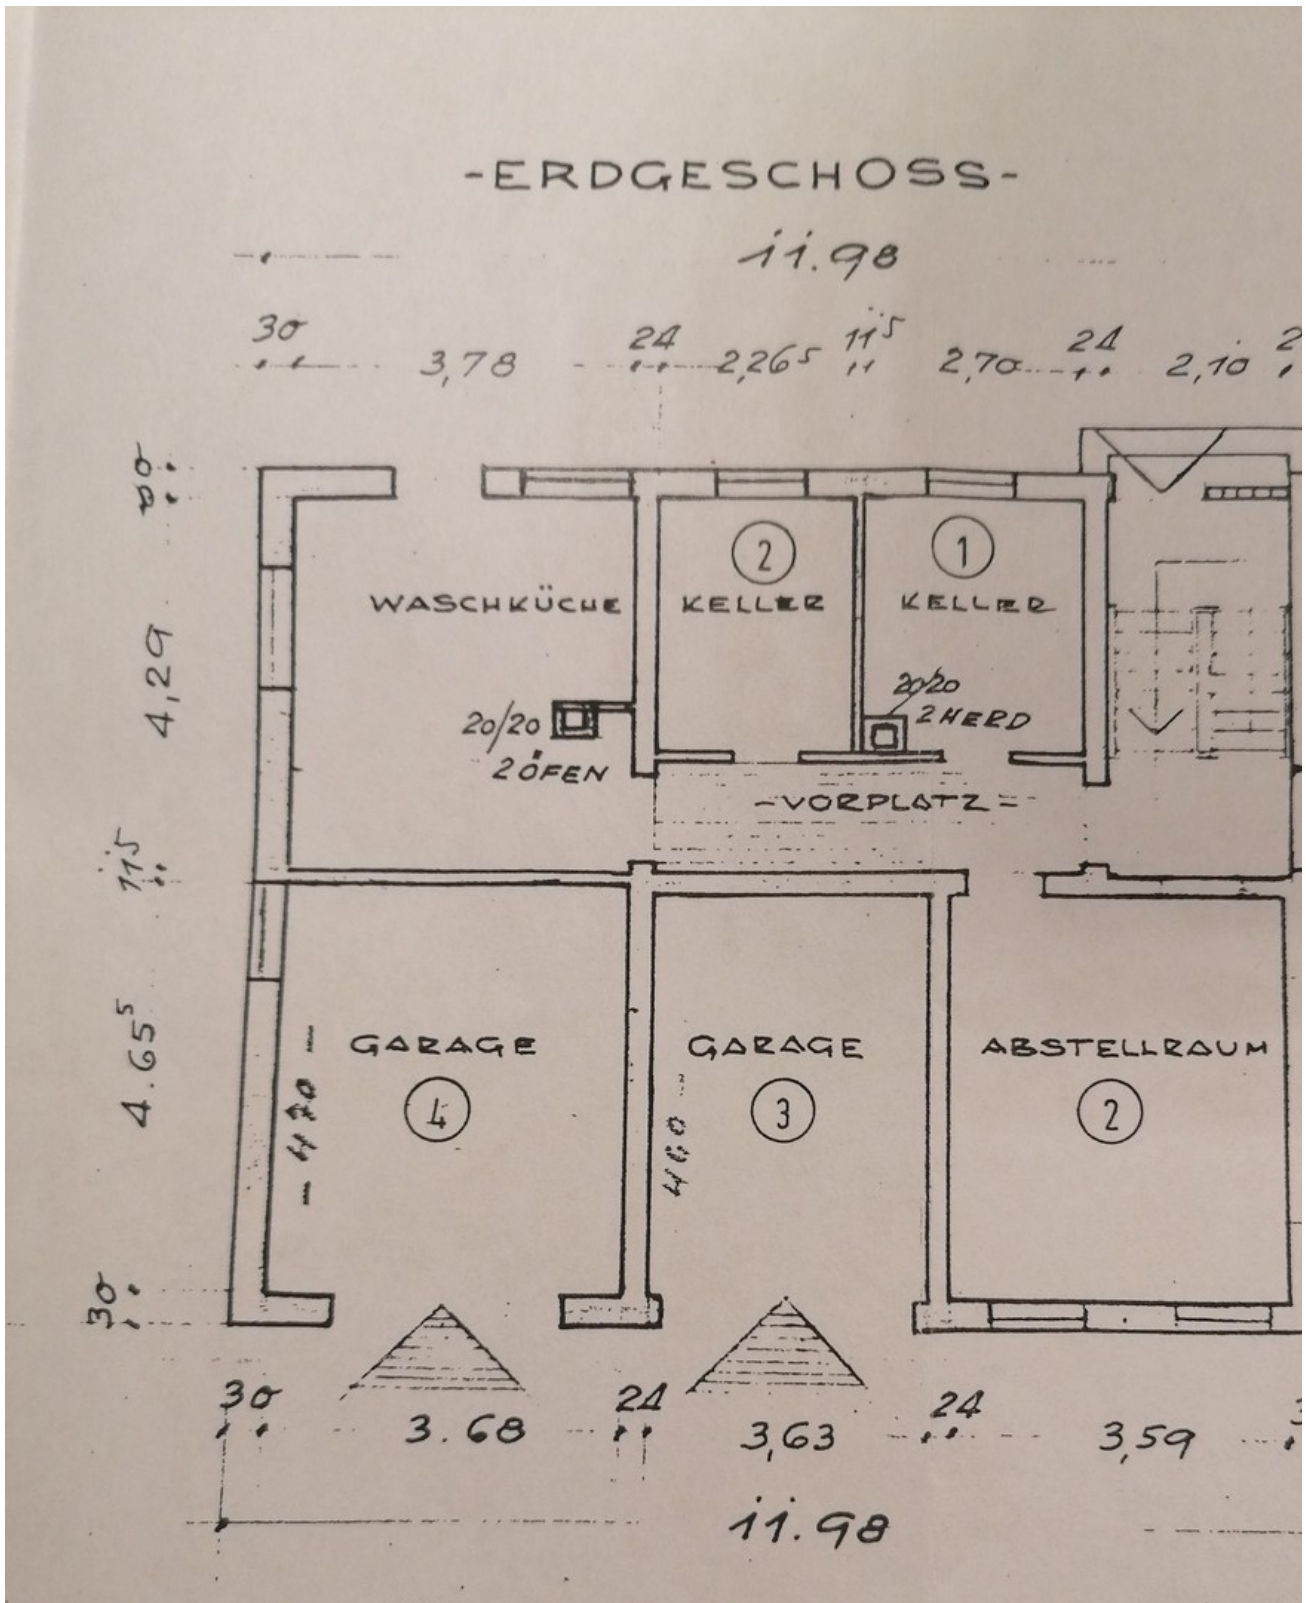 -ERDGESCHOSS-
11.98
30 3,78 24 2,26⁵ 11⁵ 2,70 24 2,10 2
30
4,29
11⁵
4.65⁵
30
2 1
WASCHKÜCHE KELLER KELLER
20/20
2 ÖFEN
20/20
2 HERD
-VORPLATZ-
GARAGE GARAGE ABSTELLRAUM
4 3 2
- 470 -
460 -
30 3.68 24 3,63 24 3,59
11.98